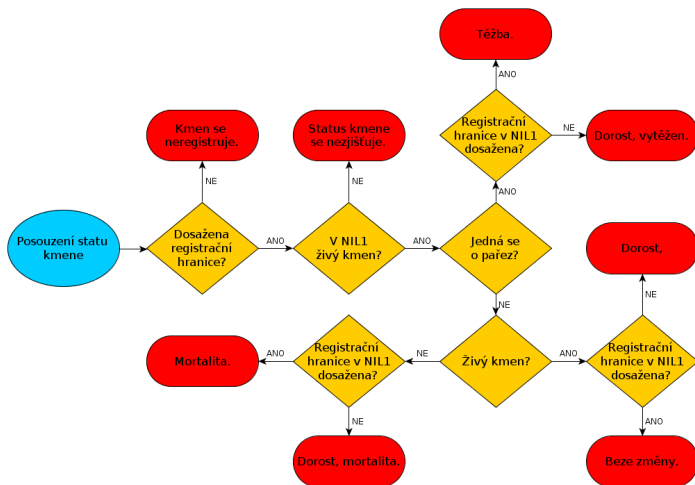 Těžba.
ANO
Registrační
hranice v NIL1
dosažena?
NE
Dorost, vytěžen.
ANO
Kmen se
neregistruje.
NE
Status kmene
se nezjišťuje.
NE
Posouzení statu
kmene
Dosažena
registrační
hranice?
ANO
V NIL1
živý kmen?
ANO
Jedná se
o pařez?
NE
Dorost,
NE
Mortalita.
ANO
Registrační
hranice v NIL1
dosažena?
NE
Živý kmen?
ANO
Registrační
hranice v NIL1
dosažena?
NE
ANO
Dorost, mortalita.
Beze změny.